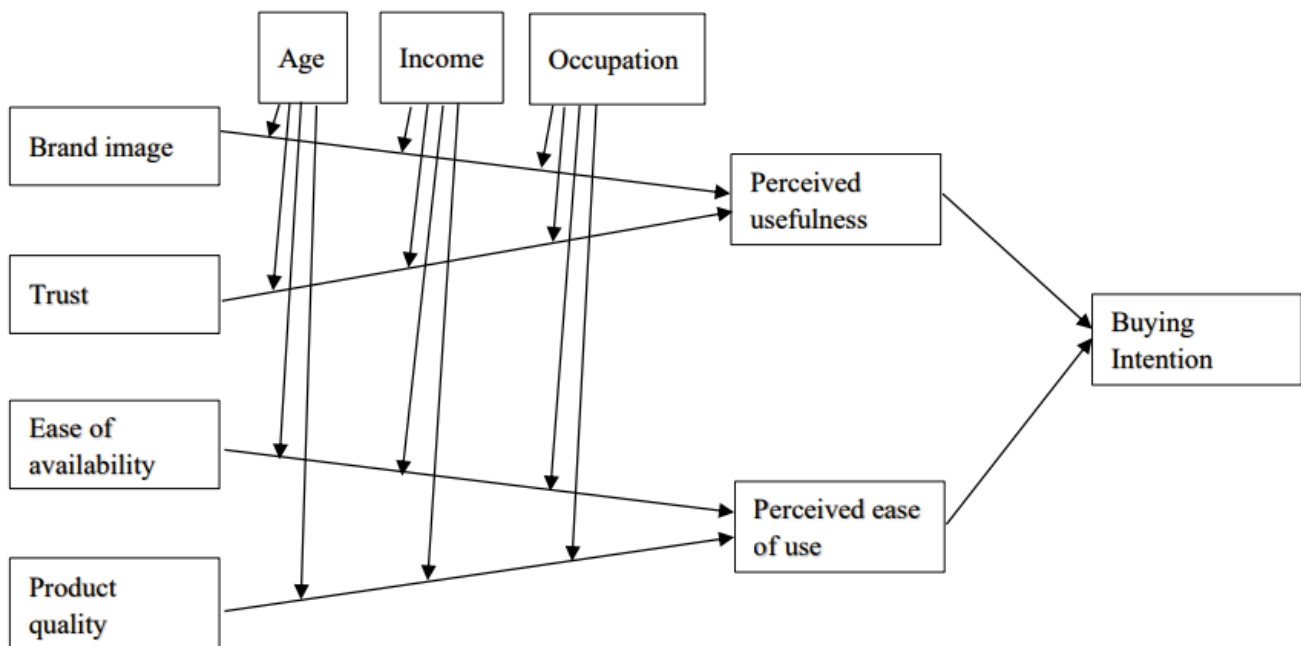 Age
Income
Occupation
Brand image
Perceived
usefulness
Trust
Buying
Intention
Ease of
availability
Perceived ease
of use
Product
quality